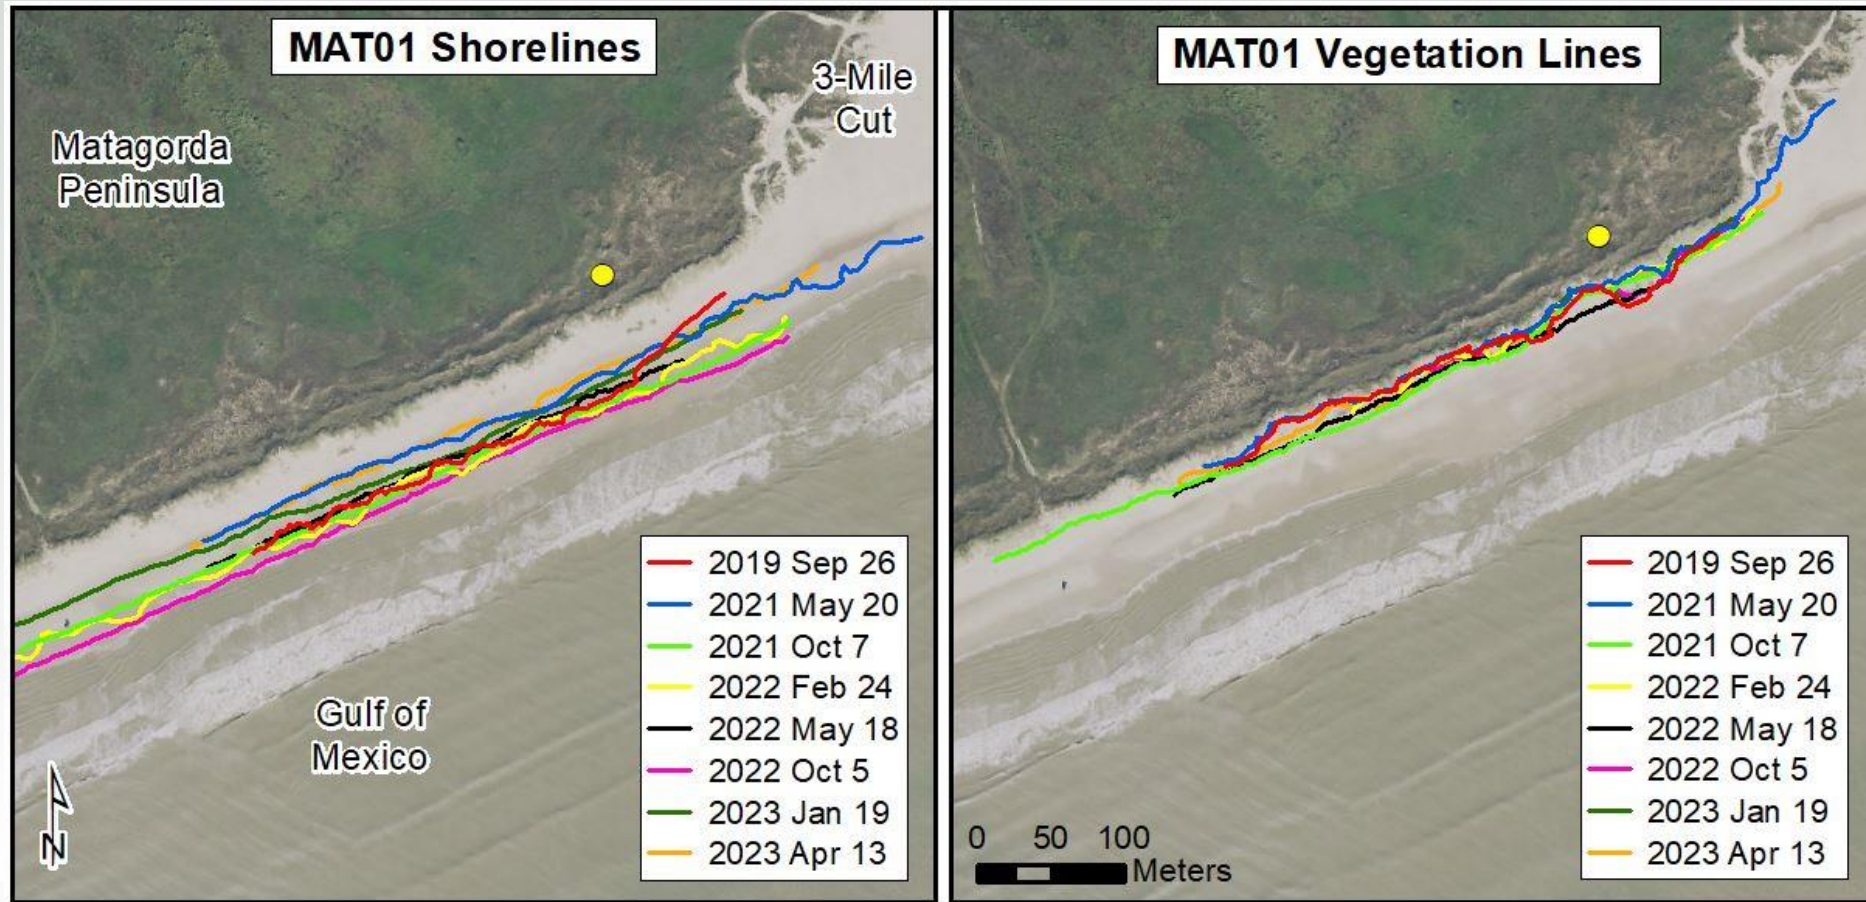 MAT01 Shorelines
3-Mile
Cut
Matagorda
Peninsula
Gulf of
Mexico
N
2019 Sep 26
2021 May 20
2021 Oct 7
2022 Feb 24
2022 May 18
2022 Oct 5
2023 Jan 19
2023 Apr 13
MAT01 Vegetation Lines
0 50 100
Meters
2019 Sep 26
2021 May 20
2021 Oct 7
2022 Feb 24
2022 May 18
2022 Oct 5
2023 Jan 19
2023 Apr 13